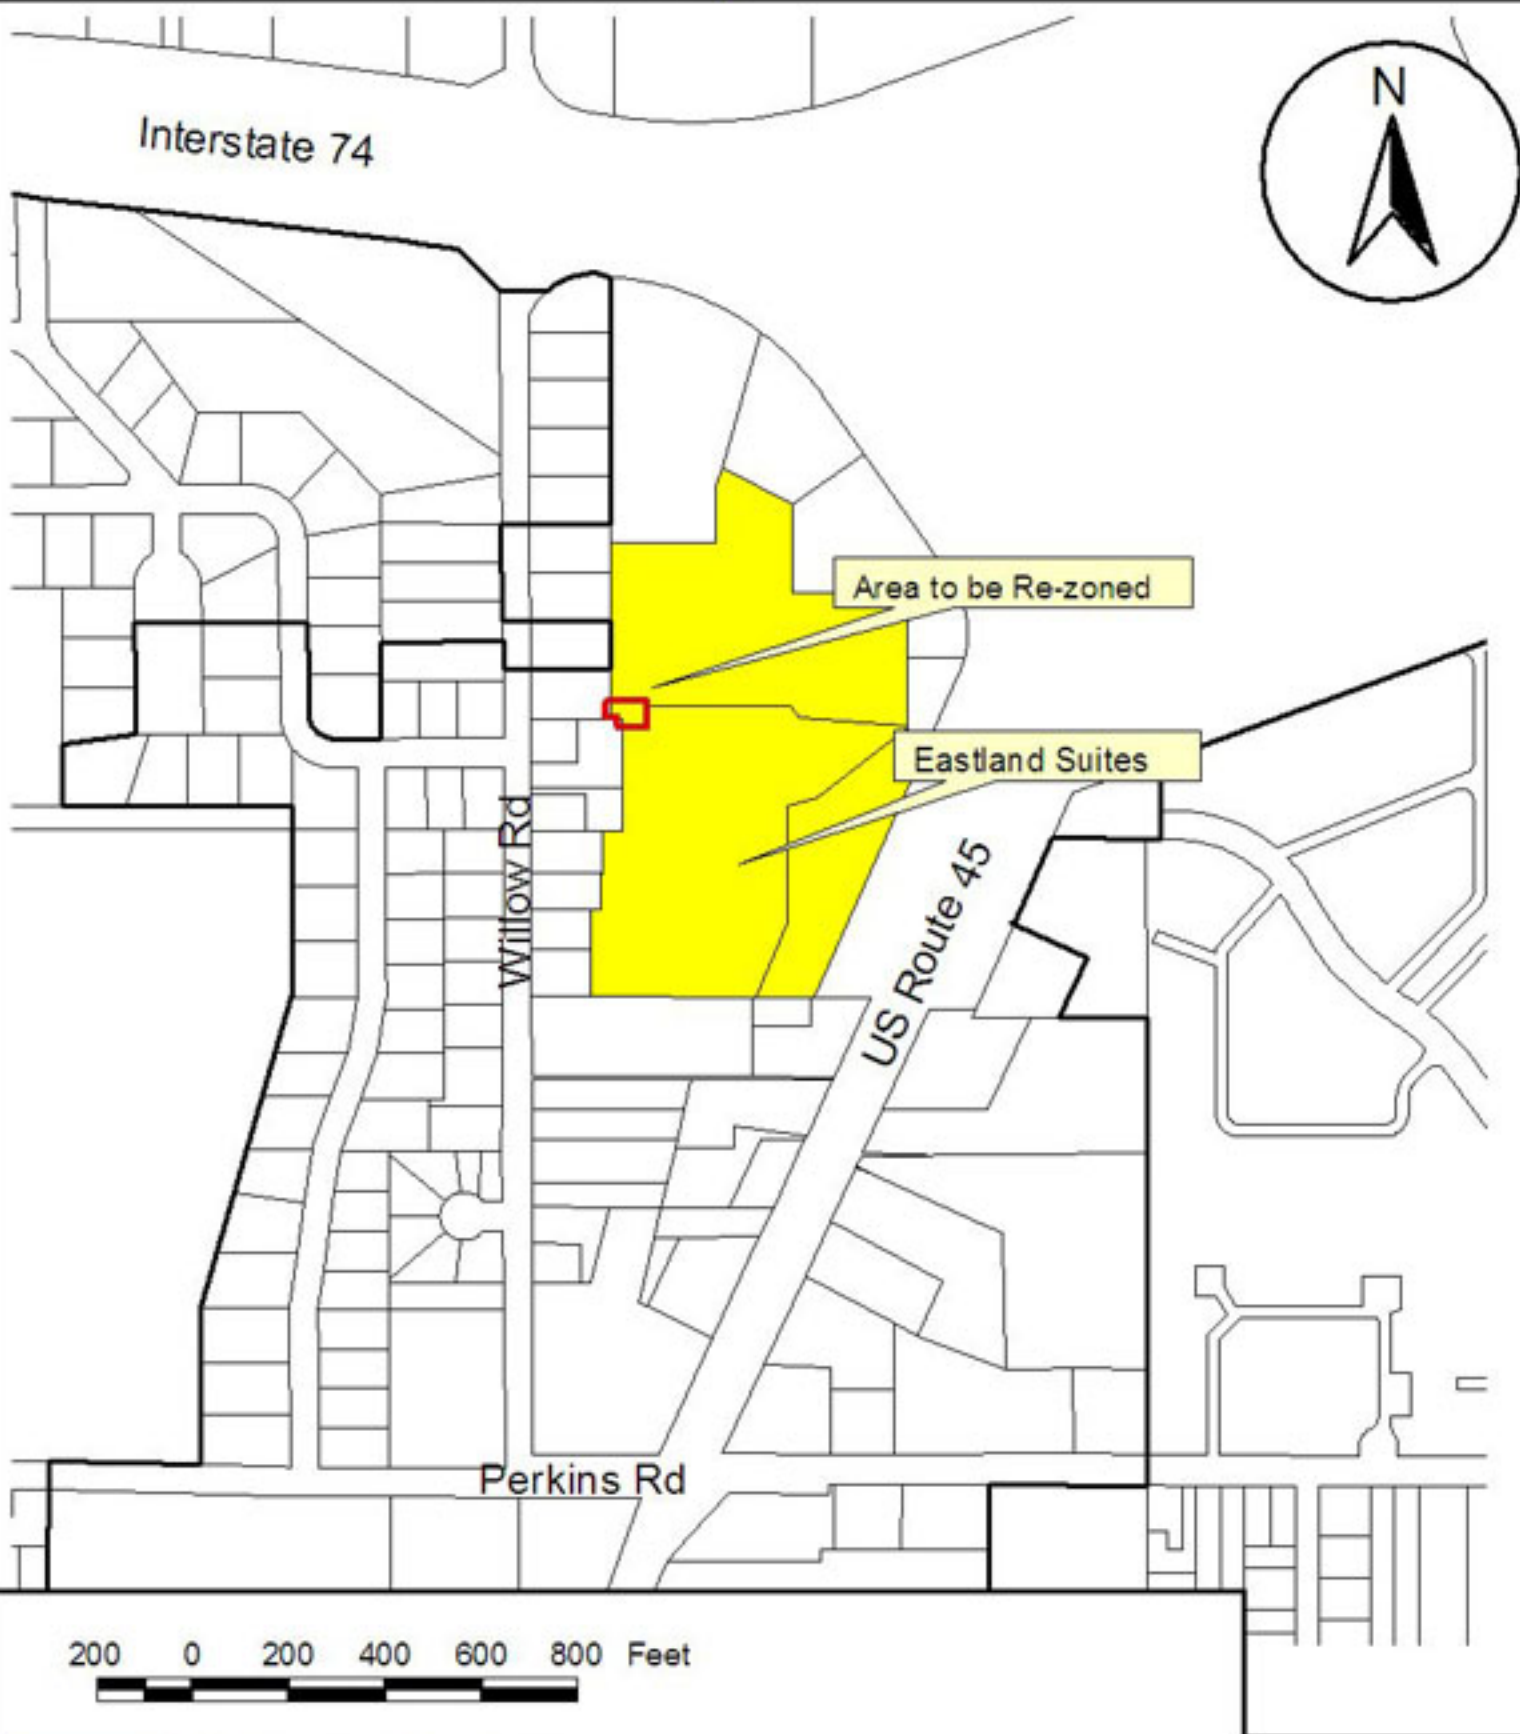 Interstate 74
N
Area to be Re-zoned
Eastland Suites
Willow Rd
US Route 45
Perkins Rd
200 0 200 400 600 800 Feet